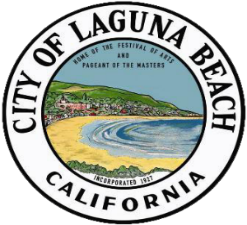 CITY OF LAGUNA BEACH
HOME OF THE FESTIVAL OF ARTS
AND
PAGEANT OF THE MASTERS
INCORPORATED 1927
CALIFORNIA